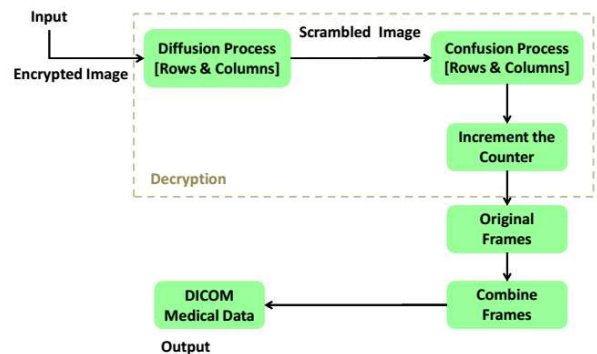 Input
Encrypted Image
Diffusion Process
[Rows & Columns]
Scrambled Image
Confusion Process
[Rows & Columns]
Increment the
Counter
Decryption
Original
Frames
Combine
Frames
DICOM
Medical Data
Output